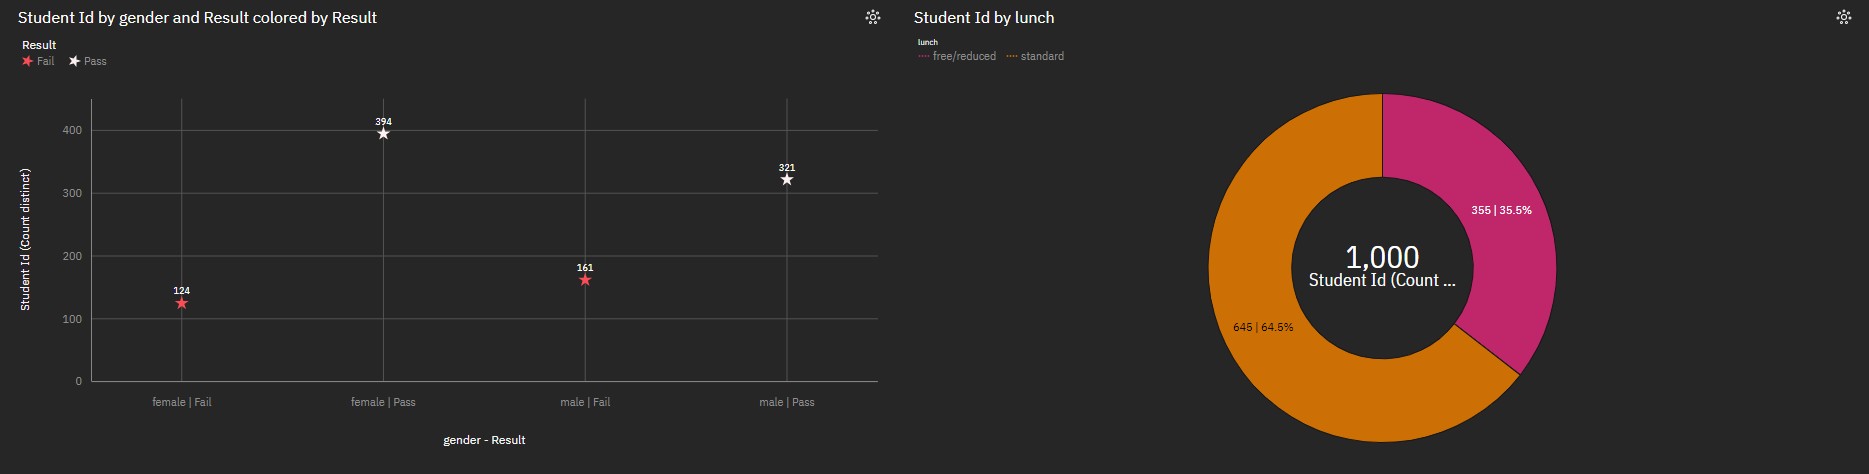 Student Id by gender and Result colored by Result
Result
Fail Pass
400
300
200
100
0
Student Id (Count distinct)
124
394
161
321
female | Fail female | Pass male | Fail male | Pass
gender - Result
Student Id by lunch
lunch
free/reduced standard
355 | 35.5%
645 | 64.5%
1,000
Student Id (Count ...